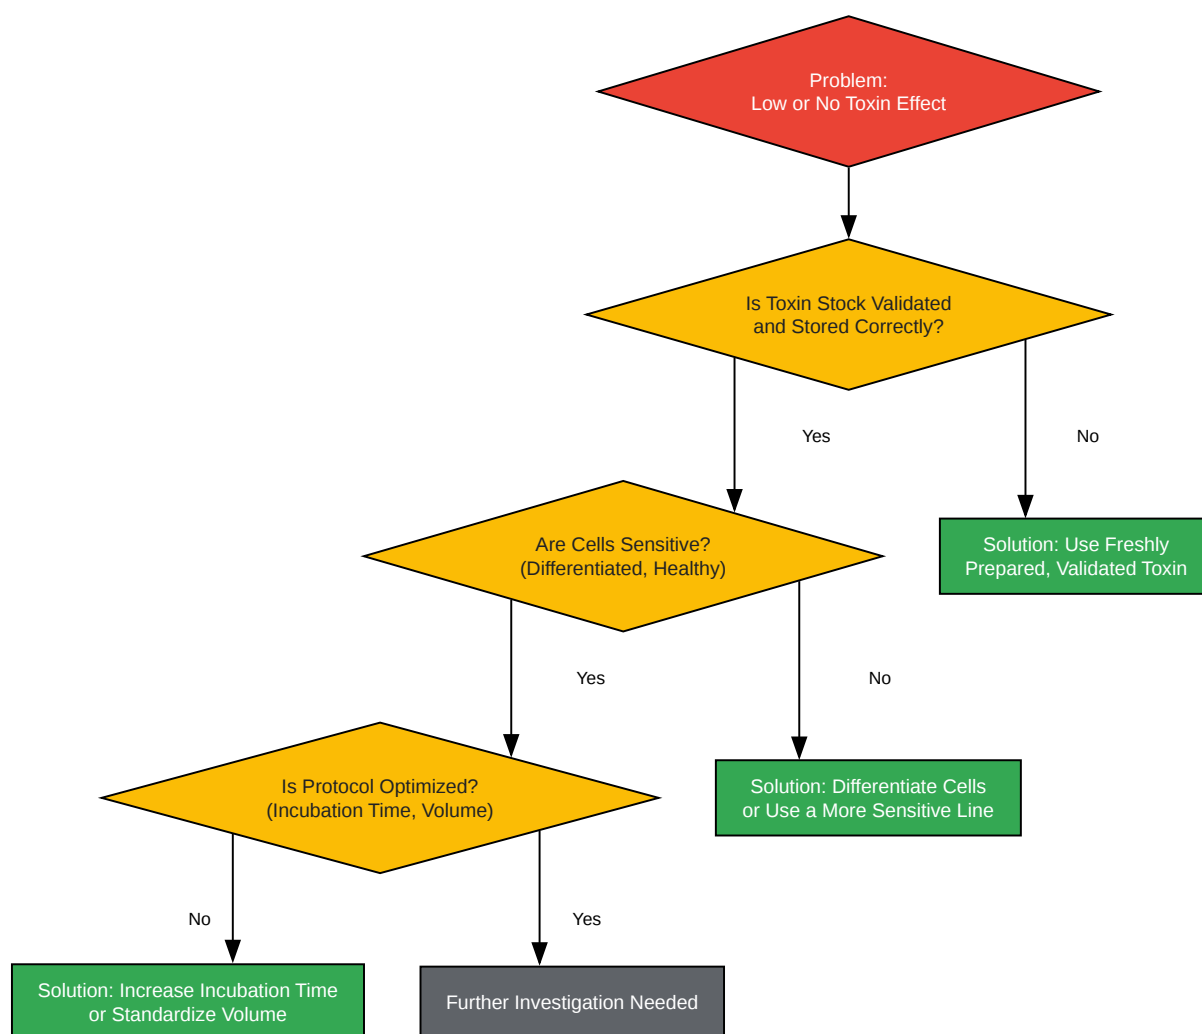 Problem:
Low or No Toxin Effect
Is Toxin Stock Validated
and Stored Correctly?
Yes
No
Are Cells Sensitive?
(Differentiated, Healthy)
Solution: Use Freshly
Prepared, Validated Toxin
Yes
No
Is Protocol Optimized?
(Incubation Time, Volume)
Solution: Differentiate Cells
or Use a More Sensitive Line
No
Yes
Solution: Increase Incubation Time
or Standardize Volume
Further Investigation Needed